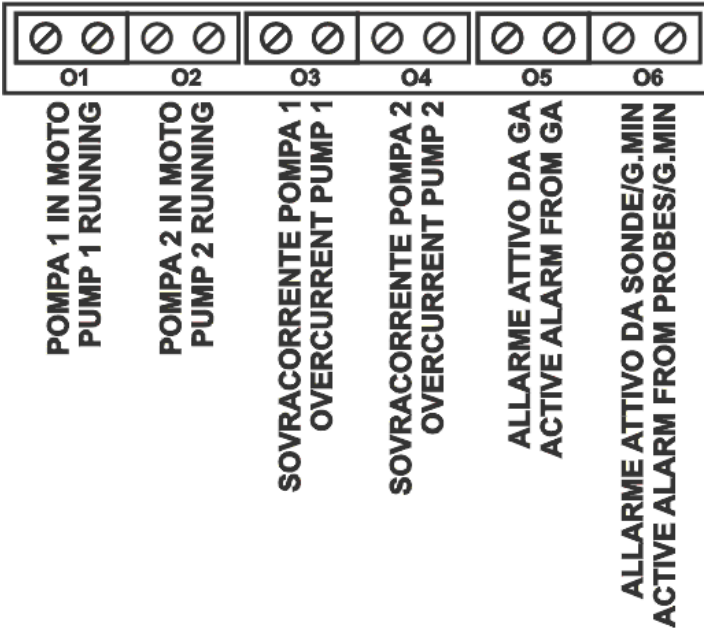 O1
O2
O3
O4
O5
O6
POMPA 1 IN MOTO
PUMP 1 RUNNING
POMPA 2 IN MOTO
PUMP 2 RUNNING
SOVRACORRENTE POMPA 1
OVERCURRENT PUMP 1
SOVRACORRENTE POMPA 2
OVERCURRENT PUMP 2
ALLARME ATTIVO DA GA
ACTIVE ALARM FROM GA
ALLARME ATTIVO DA SONDE/G.MIN
ACTIVE ALARM FROM PROBES/G.MIN